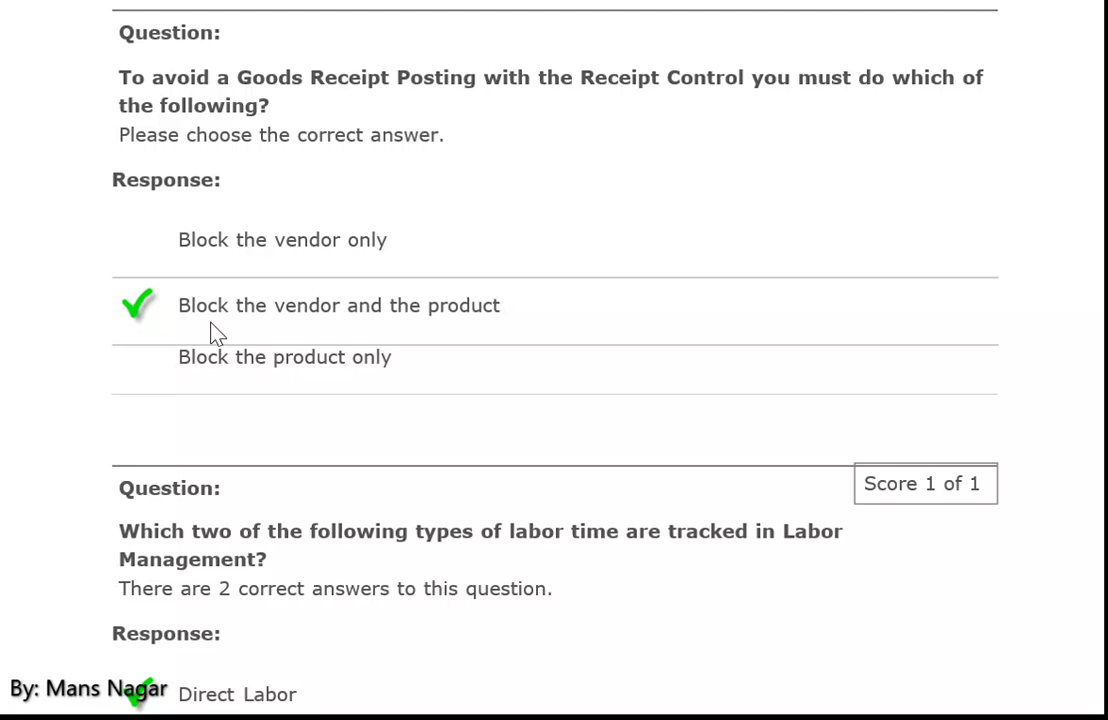 Question:
To avoid a Goods Receipt Posting with the Receipt Control you must do which of
the following?
Please choose the correct answer.
Response:
Block the vendor only
Block the vendor and the product
Block the product only
Score 1 of 1
Question:
Which two of the following types of labor time are tracked in Labor
Management?
There are 2 correct answers to this question.
Response:
Direct Labor
By: Mans Nagar